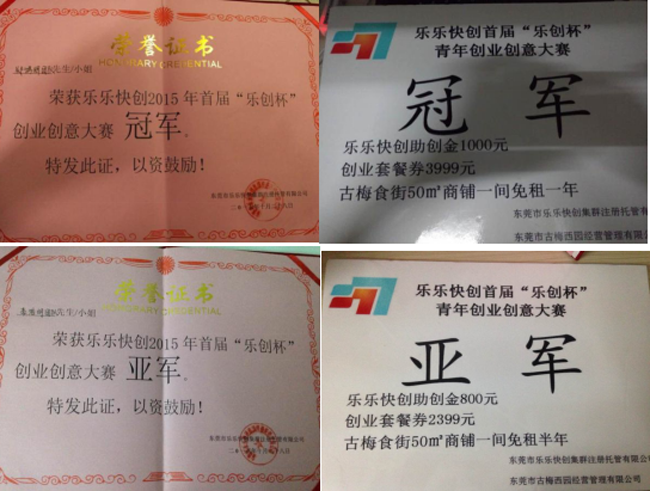 荣誉证书
HONORARY CREDENTIAL
先生/小姐
荣获乐乐快创2015年首届“乐创杯”
创业创意大赛 冠军。
特发此证，以资鼓励！
乐乐快创首届“乐创杯”
青年创业创意大赛
冠 军
乐乐快创助创金1000元
创业套餐券3999元
古梅食街50㎡商铺一间免租一年
东莞市乐乐快创集群注册托管有限
东莞市古梅西园经营管理有限公
荣誉证书
HONORARY CREDENTIAL
先生/小姐
荣获乐乐快创2015年首届“乐创杯”
创业创意大赛 亚军。
特发此证，以资鼓励！
乐乐快创首届“乐创杯”
青年创业创意大赛
亚 军
乐乐快创助创金800元
创业套餐券2399元
古梅食街50㎡商铺一间免租半年
东莞市乐乐快创集群注册托管有限公
东莞市古梅西园经营管理有限公司